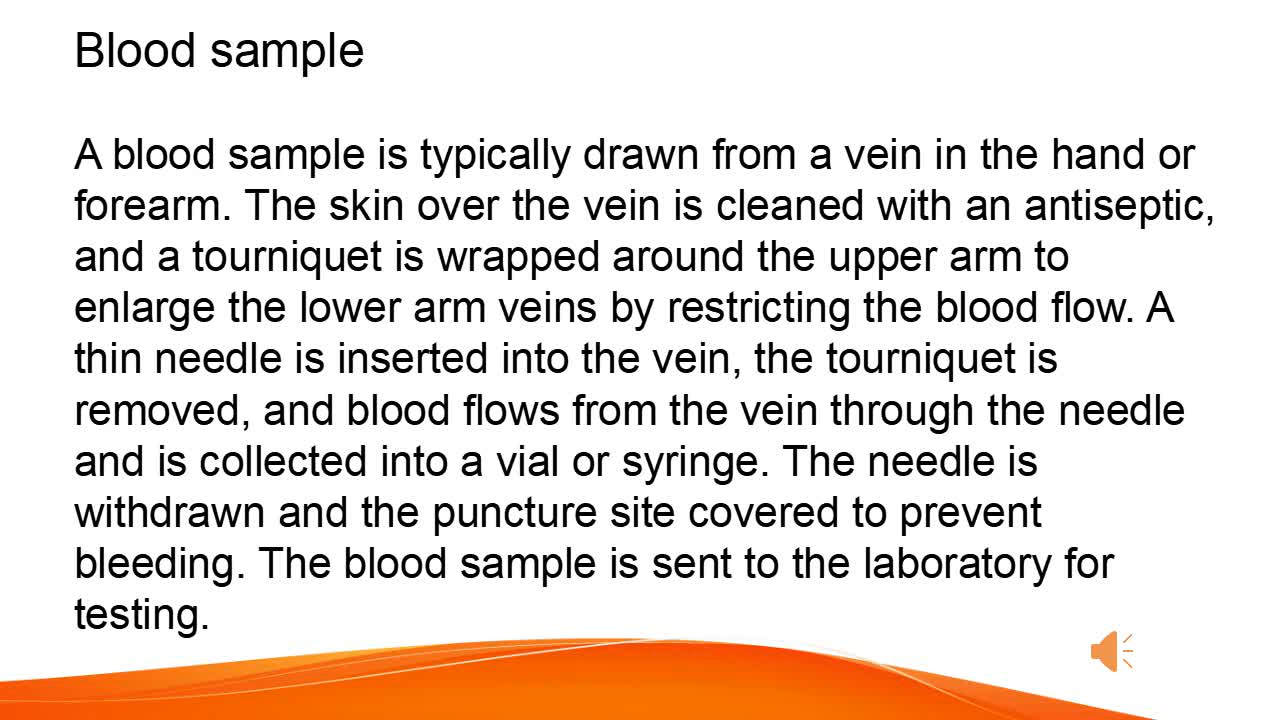 Blood sample
A blood sample is typically drawn from a vein in the hand or
forearm. The skin over the vein is cleaned with an antiseptic,
and a tourniquet is wrapped around the upper arm to
enlarge the lower arm veins by restricting the blood flow. A
thin needle is inserted into the vein, the tourniquet is
removed, and blood flows from the vein through the needle
and is collected into a vial or syringe. The needle is
withdrawn and the puncture site covered to prevent
bleeding. The blood sample is sent to the laboratory for
testing.